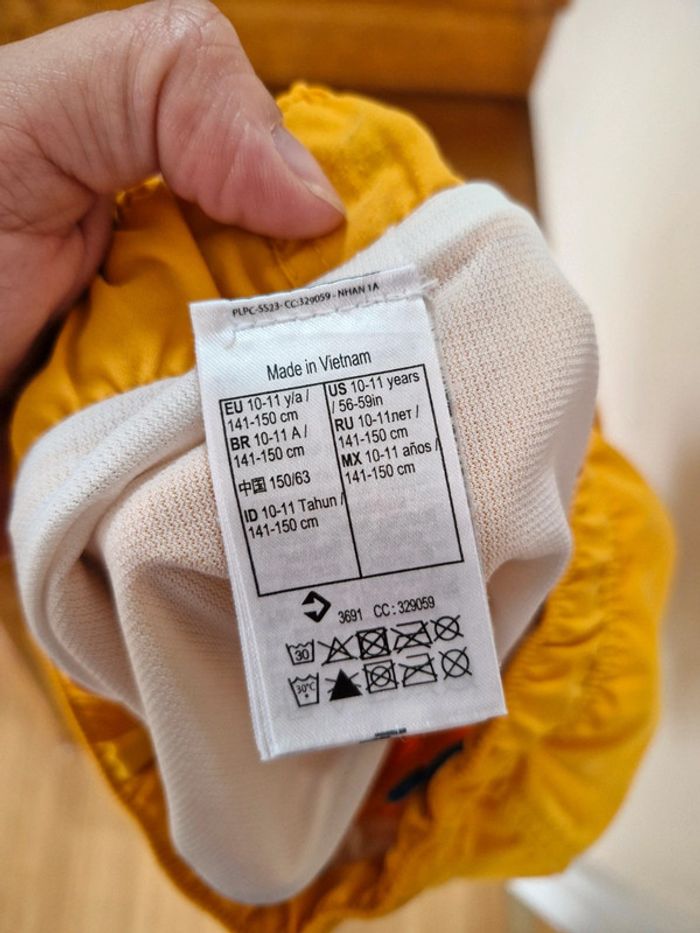 PLPC-5523- CC:329059 - NHAN 1A
Made in Vietnam
EU 10-11 y/a /
141-150 cm
BR 10-11 A /
141-150 cm
中国 150/63
ID 10-11 Tahun /
141-150 cm
US 10-11 years
/ 56-59in
RU 10-11лет /
141-150 cm
MX 10-11 años /
141-150 cm
3691 CC : 329059
30
30°C